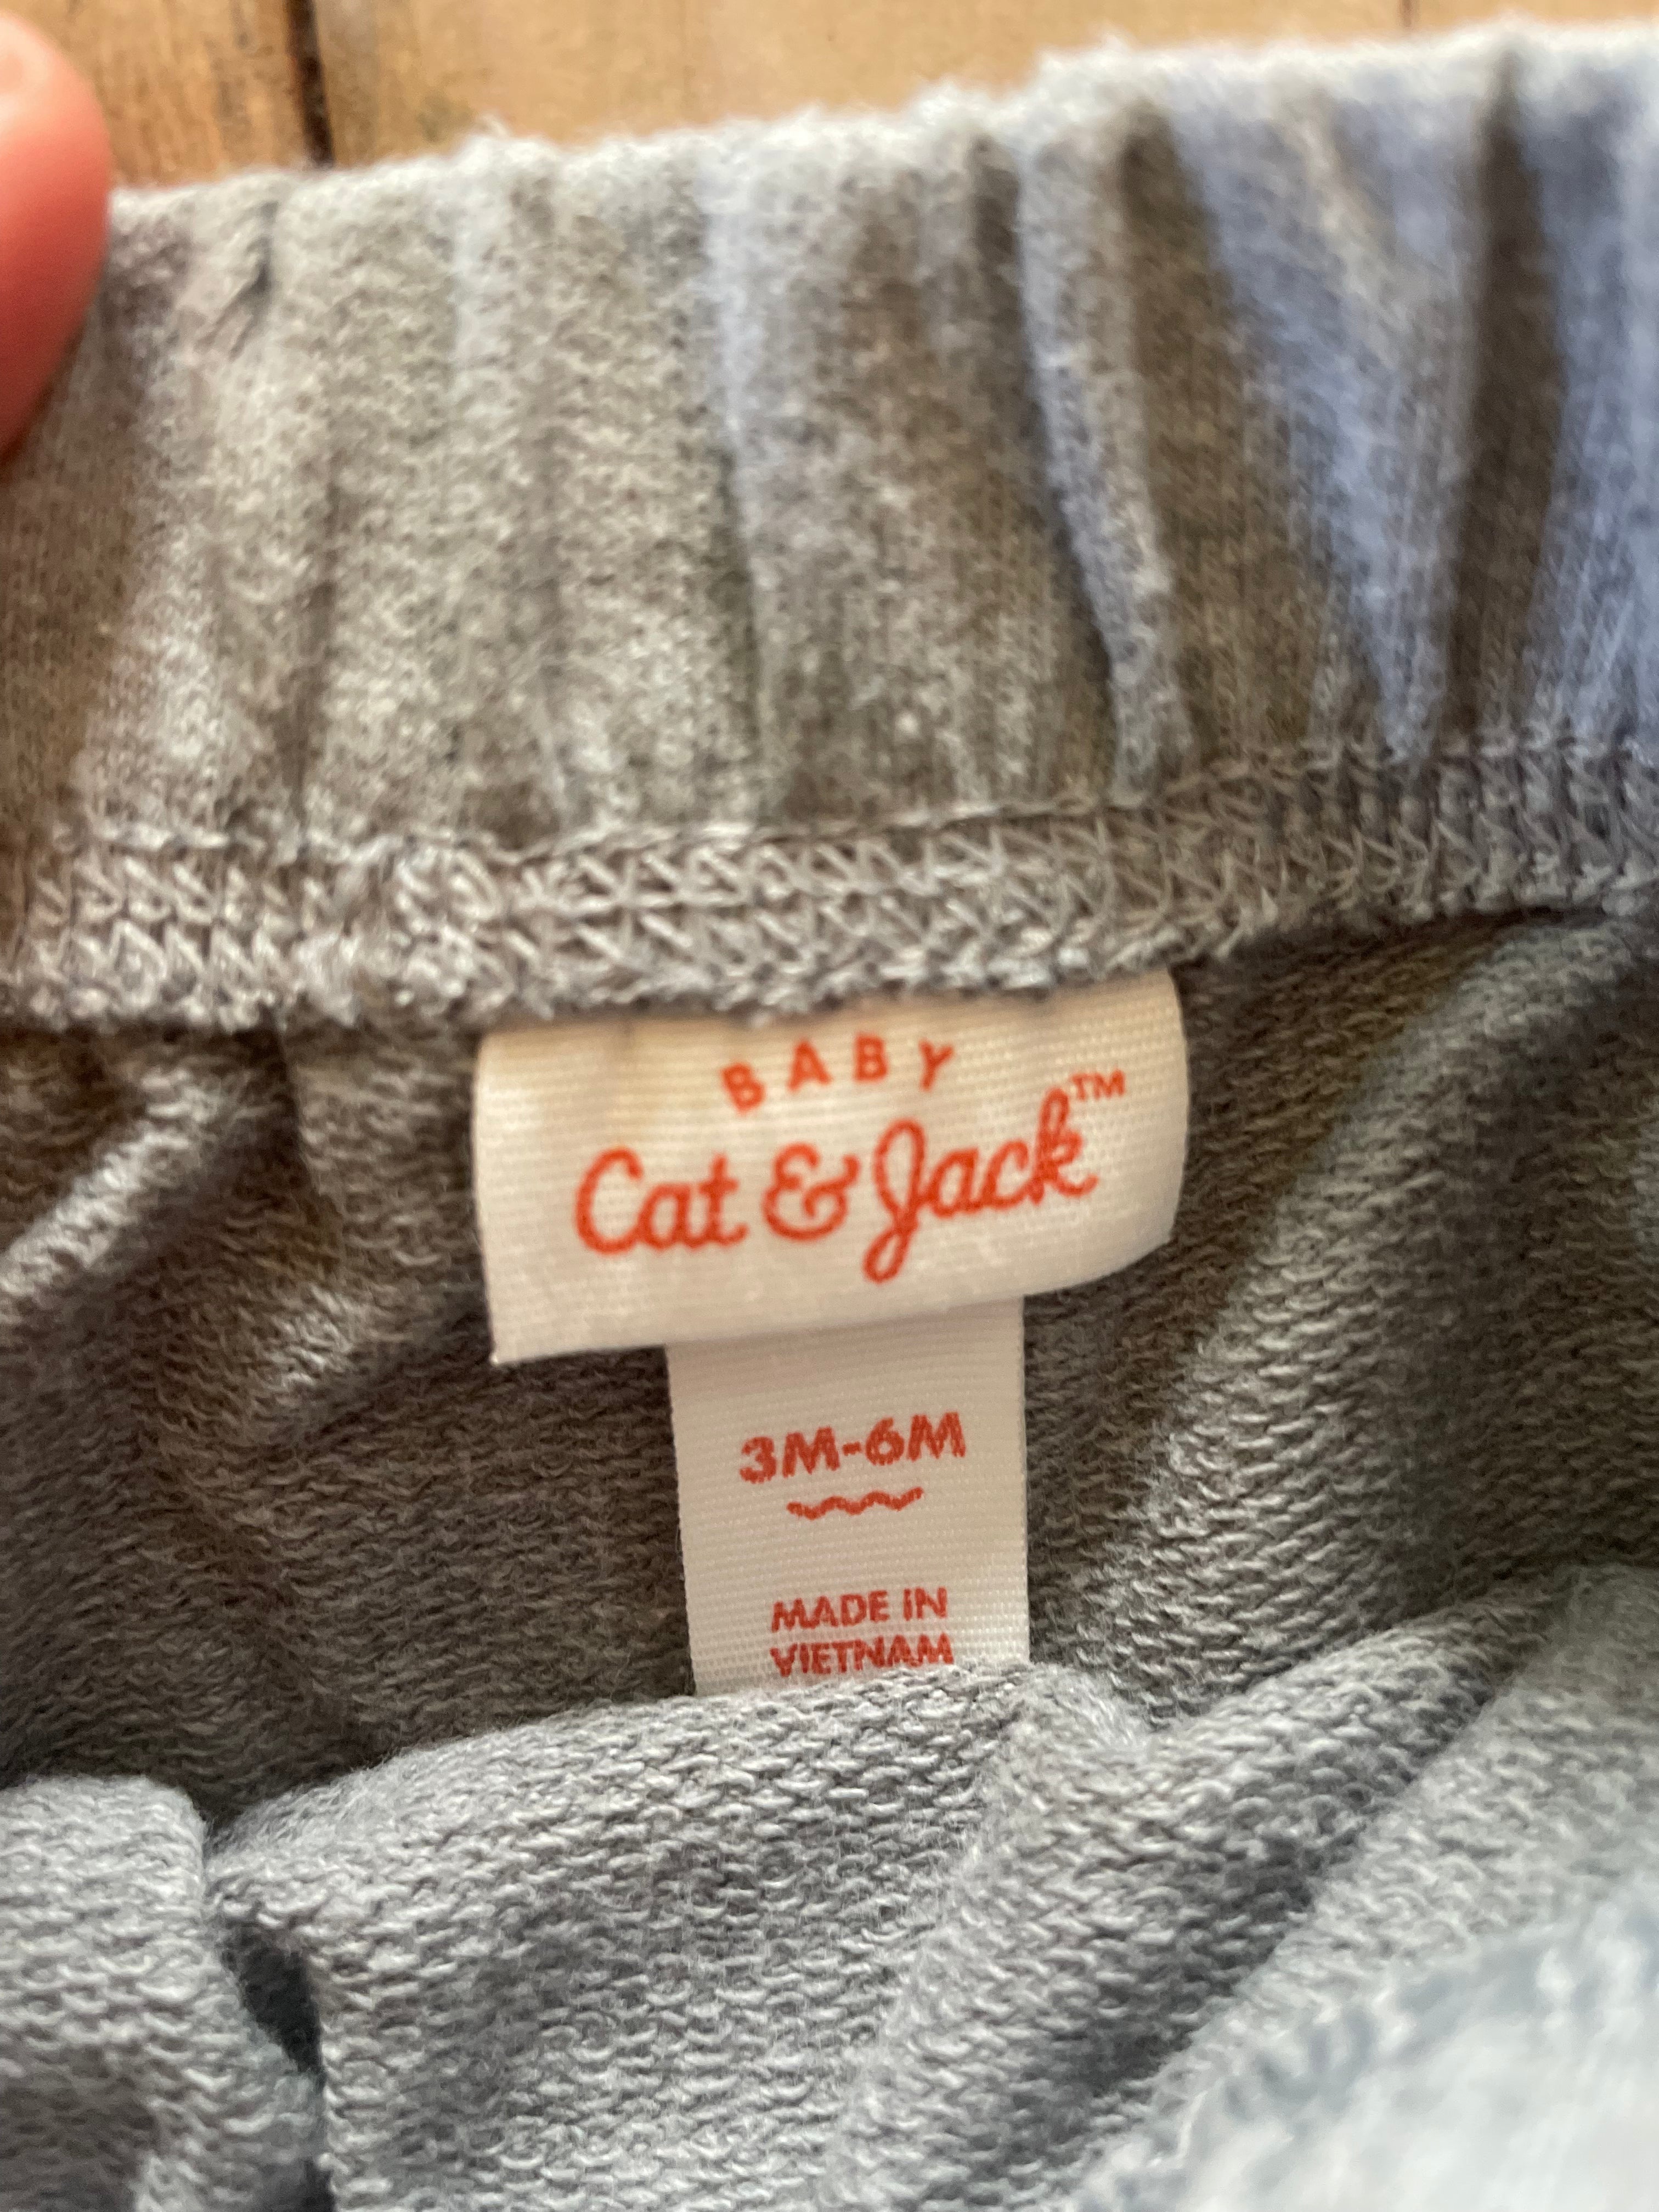 BABY
Cat & Jack™
3M-6M
MADE IN
VIETNAM